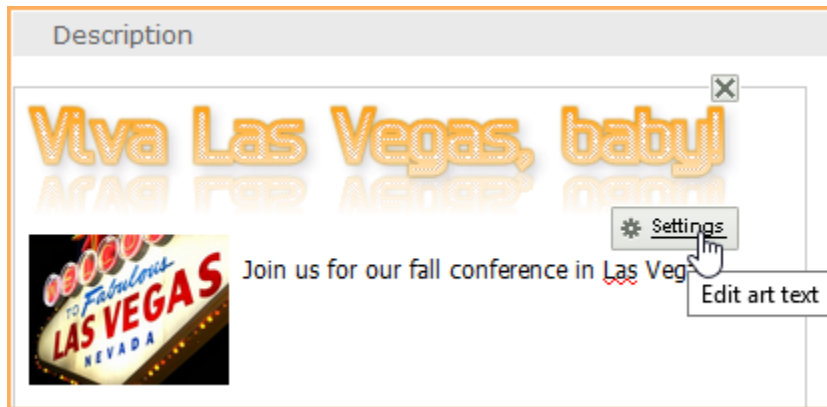 Description
Viva Las Vegas, baby!
Settings
Join us for our fall conference in Las Veg
Edit art text
WELCOME
TO Fabulous
LAS VEGAS
NEVADA